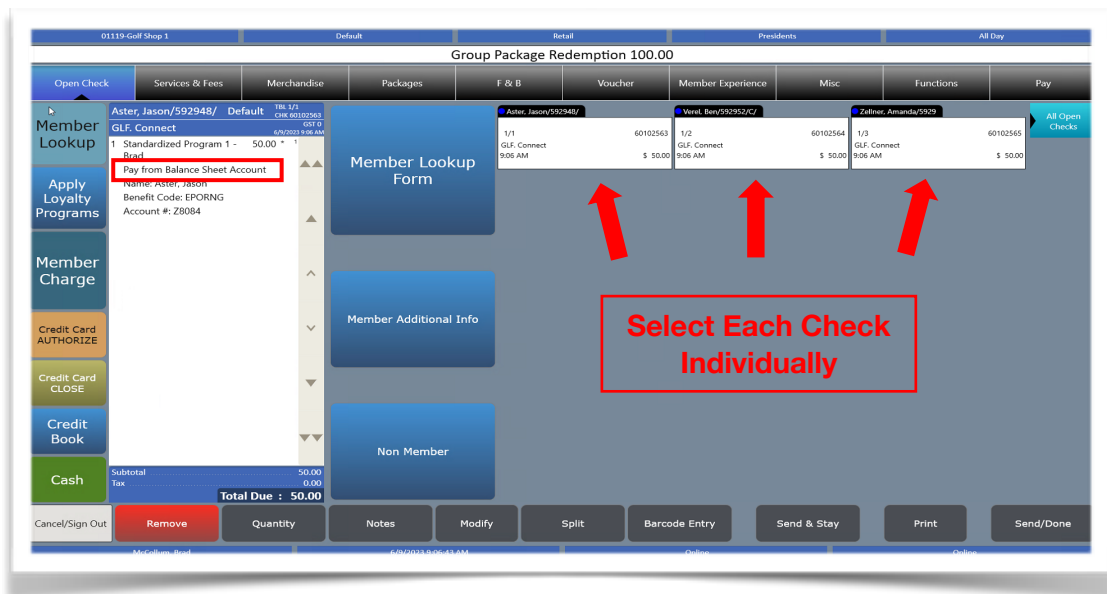 01119-Golf Shop 1 Default Retail Presidents All Day
Group Package Redemption 100.00
Open Check Services & Fees Merchandise Packages F & B Voucher Member Experience Misc Functions Pay
Member Lookup
Apply Loyalty Programs
Member Charge
Credit Card AUTHORIZE
Credit Card CLOSE
Credit Book
Cash
Aster, Jason/592948/ Default TBL 1/1
CHK 60102563
GLF. Connect GST 0
6/9/2023 9:06 AM
1 Standardized Program 1 - 50.00 * 1
Brad
Pay from Balance Sheet Account
Name: Aster, Jason
Benefit Code: EPORNG
Account #: Z8084
Subtotal 50.00
Tax 0.00
Total Due : 50.00
Member Lookup
Form
Member Additional Info
Non Member
Aster, Jason/592948/
1/1 60102563
GLF. Connect
9:06 AM $ 50.00
Verel, Ben/592952/C/
1/2 60102564
GLF. Connect
9:06 AM $ 50.00
Zellner, Amanda/5929
1/3 60102565
GLF. Connect
9:06 AM $ 50.00
All Open
Checks
Select Each Check
Individually
Cancel/Sign Out Remove Quantity Notes Modify Split Barcode Entry Send & Stay Print Send/Done
McCollum, Brad 6/9/2023 9:06:43 AM Online Online